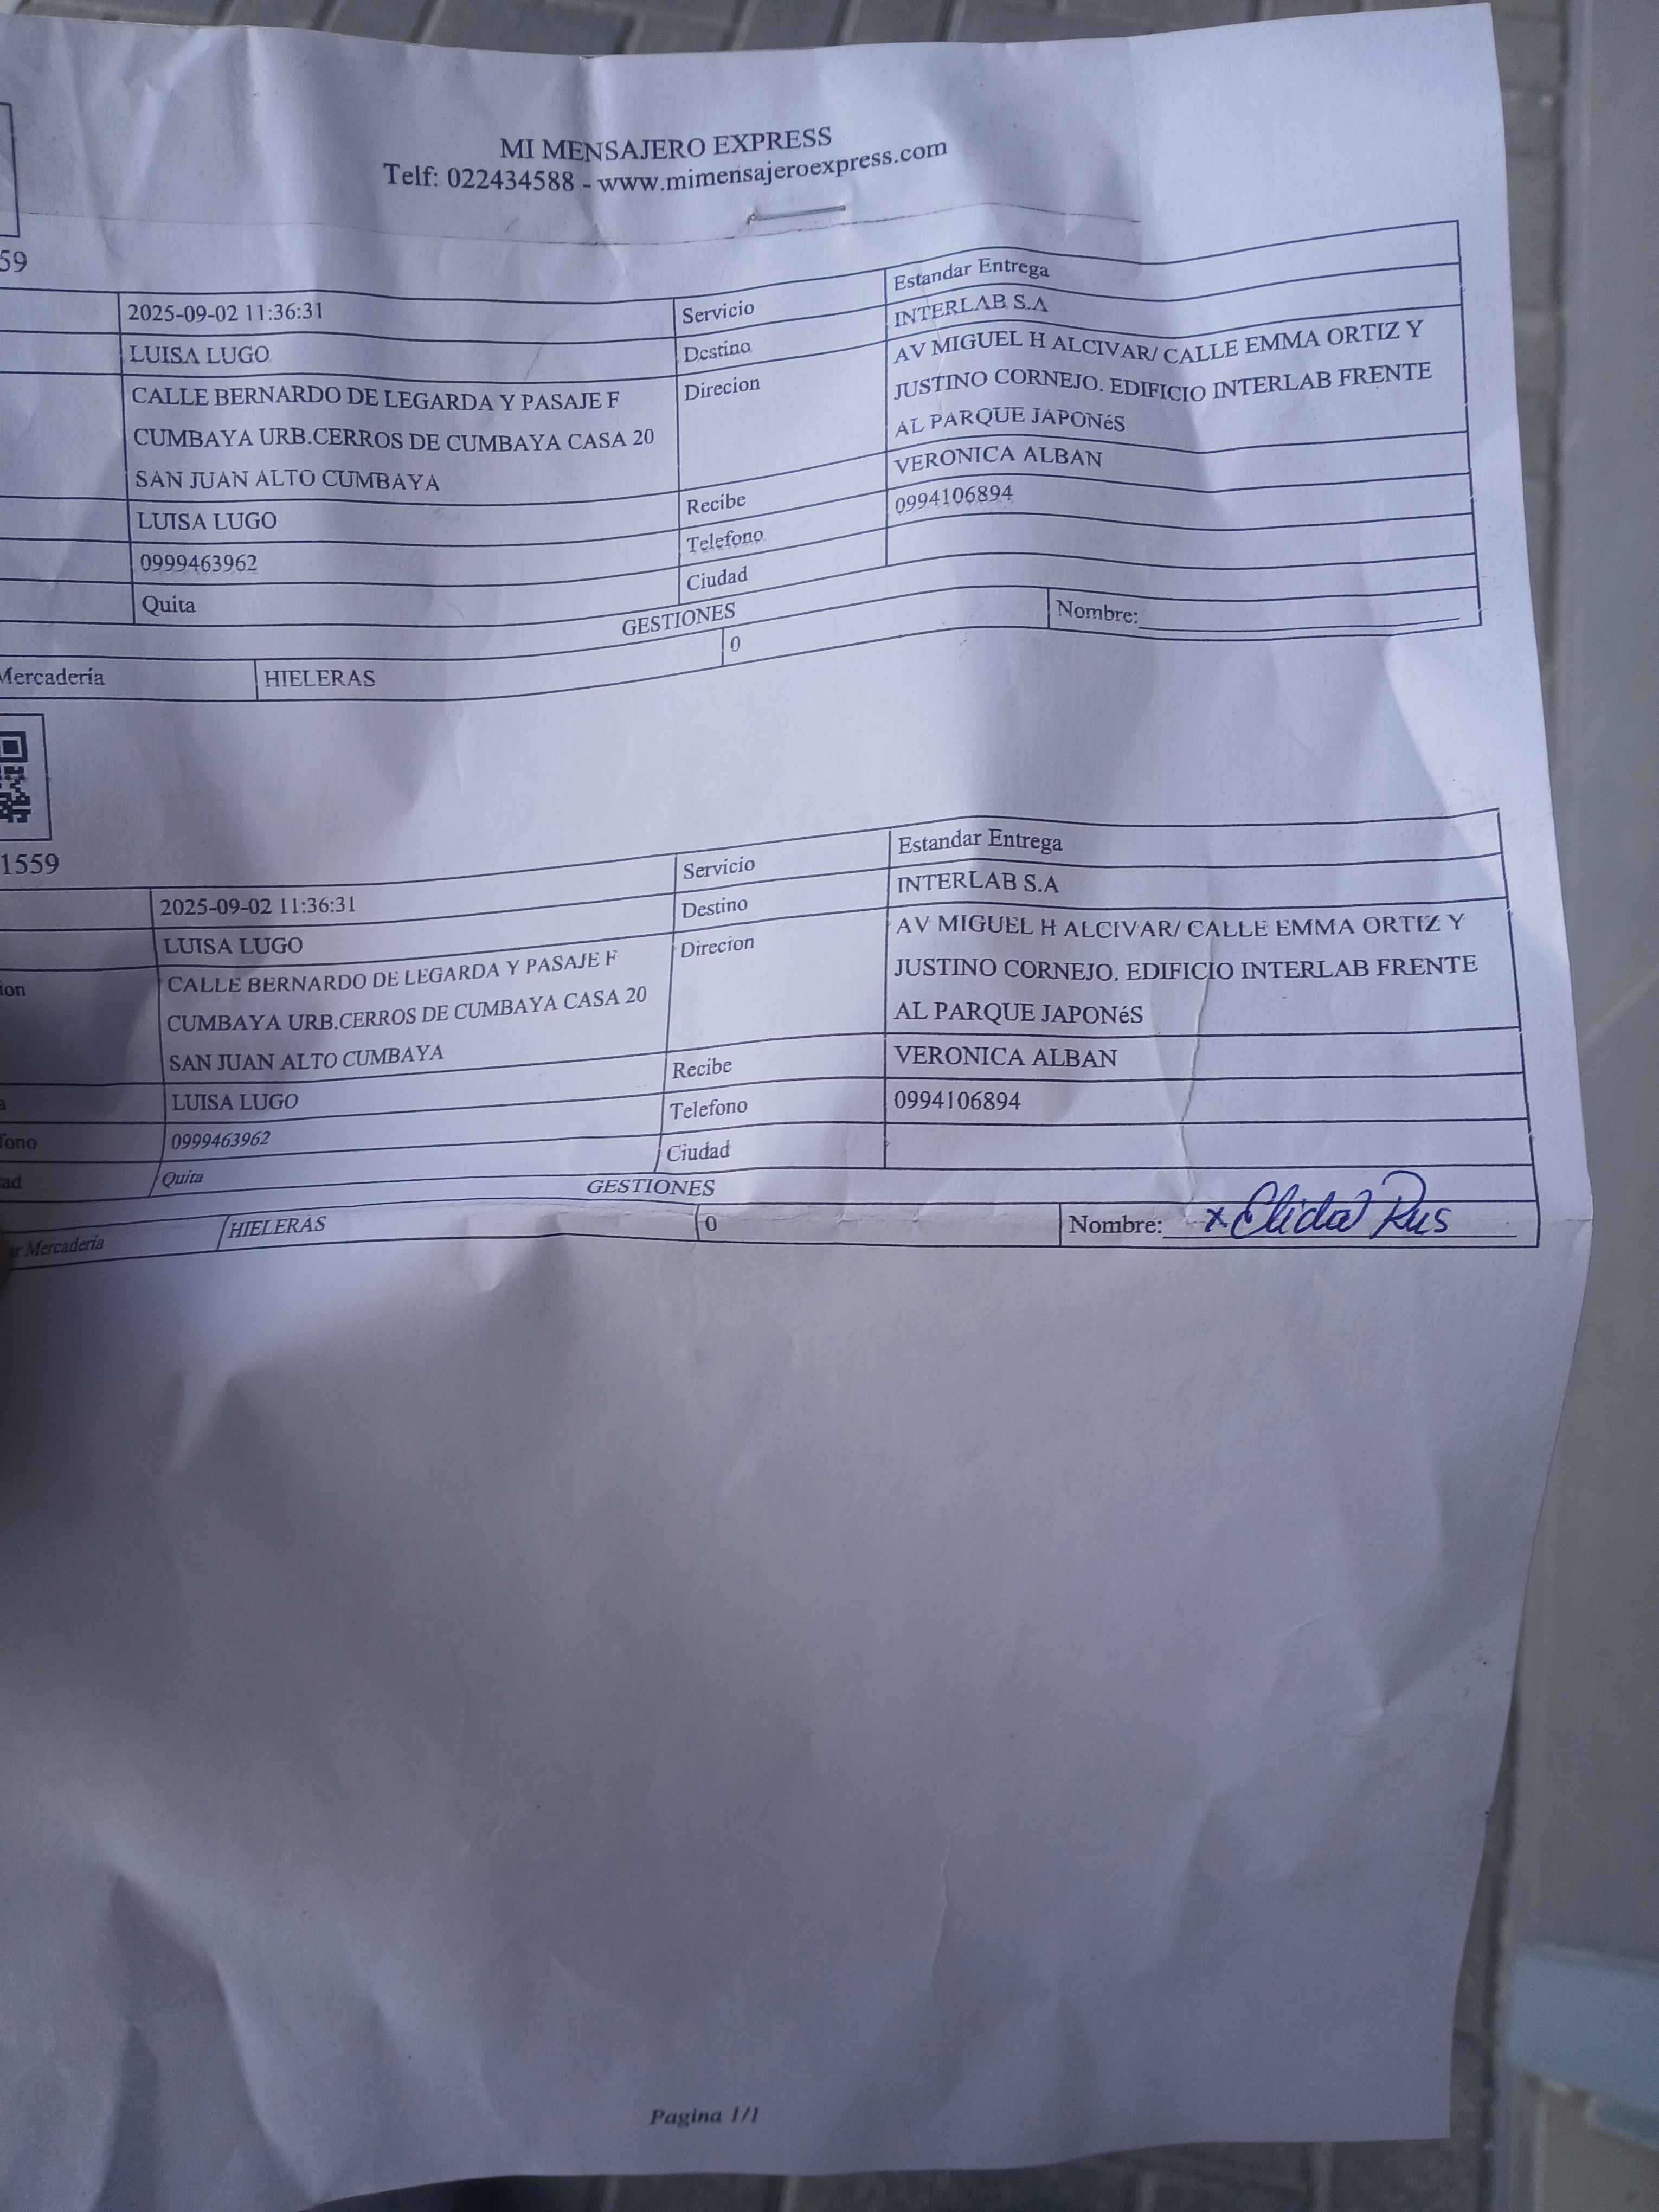 MI MENSAJERO EXPRESS
Telf: 022434588 - www.mimensajeroexpress.com
59
2025-09-02 11:36:31 Servicio Estandar Entrega
LUISA LUGO Destino INTERLAB S.A
CALLE BERNARDO DE LEGARDA Y PASAJE F Direcion AV MIGUEL H ALCIVAR/ CALLE EMMA ORTIZ Y
CUMBAYA URB.CERROS DE CUMBAYA CASA 20 JUSTINO CORNEJO. EDIFICIO INTERLAB FRENTE
SAN JUAN ALTO CUMBAYA AL PARQUE JAPONéS
LUISA LUGO Recibe VERONICA ALBAN
0999463962 Telefono 0994106894
Quita Ciudad
GESTIONES
Mercadería HIELERAS 0 Nombre:
1559
2025-09-02 11:36:31 Servicio Estandar Entrega
LUISA LUGO Destino INTERLAB S.A
ion CALLE BERNARDO DE LEGARDA Y PASAJE F Direcion AV MIGUEL H ALCIVAR/ CALLE EMMA ORTIZ Y
CUMBAYA URB.CERROS DE CUMBAYA CASA 20 JUSTINO CORNEJO. EDIFICIO INTERLAB FRENTE
SAN JUAN ALTO CUMBAYA AL PARQUE JAPONéS
a LUISA LUGO Recibe VERONICA ALBAN
fono 0999463962 Telefono 0994106894
ad Quita Ciudad
GESTIONES
ar Mercadería HIELERAS 0 Nombre: x Elida
Pagina 1/1